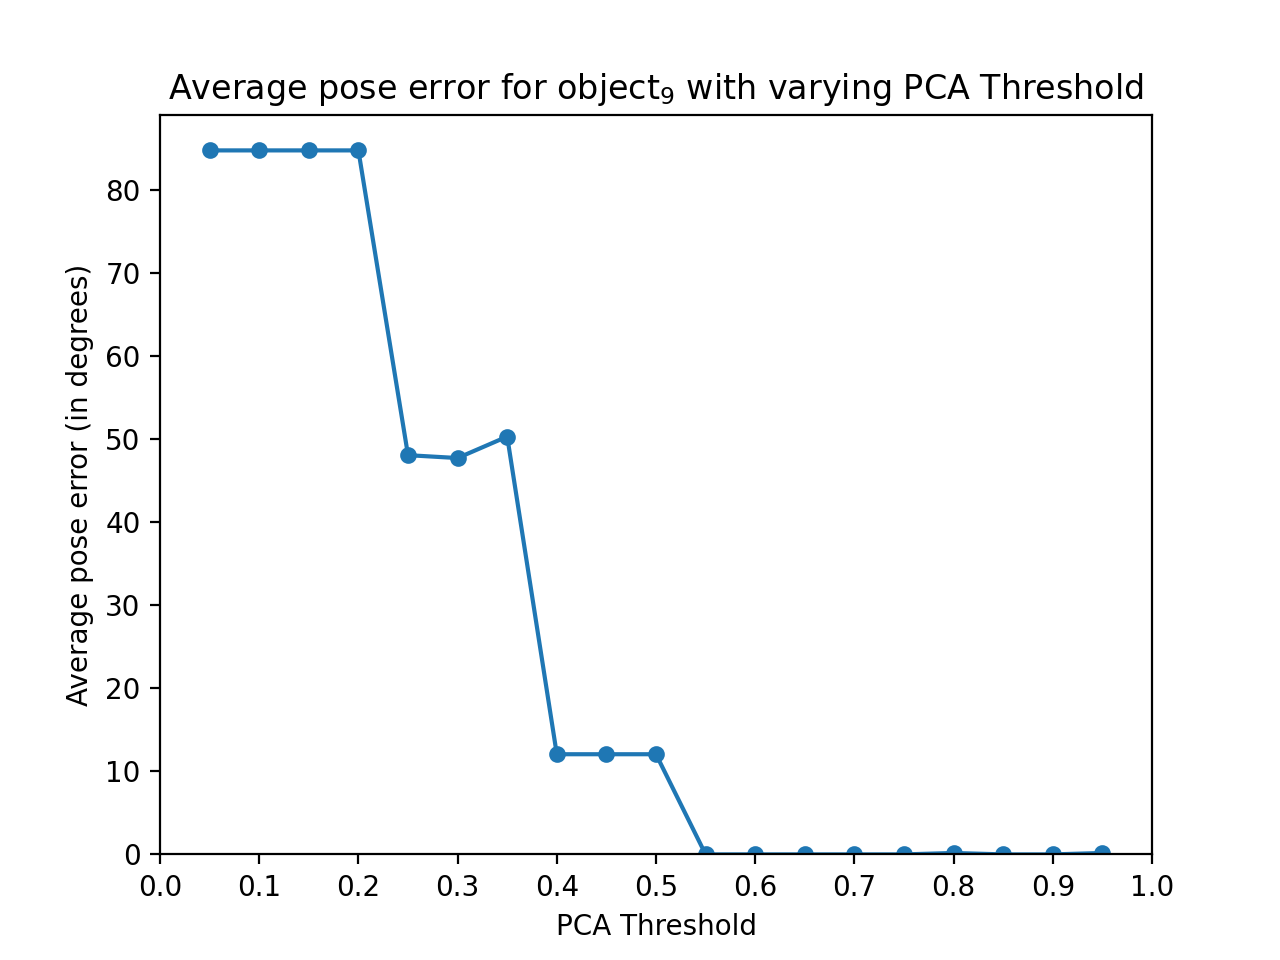 Average pose error for object₉ with varying PCA Threshold
80
70
60
50
40
30
20
10
0
Average pose error (in degrees)
0.0 0.1 0.2 0.3 0.4 0.5 0.6 0.7 0.8 0.9 1.0
PCA Threshold